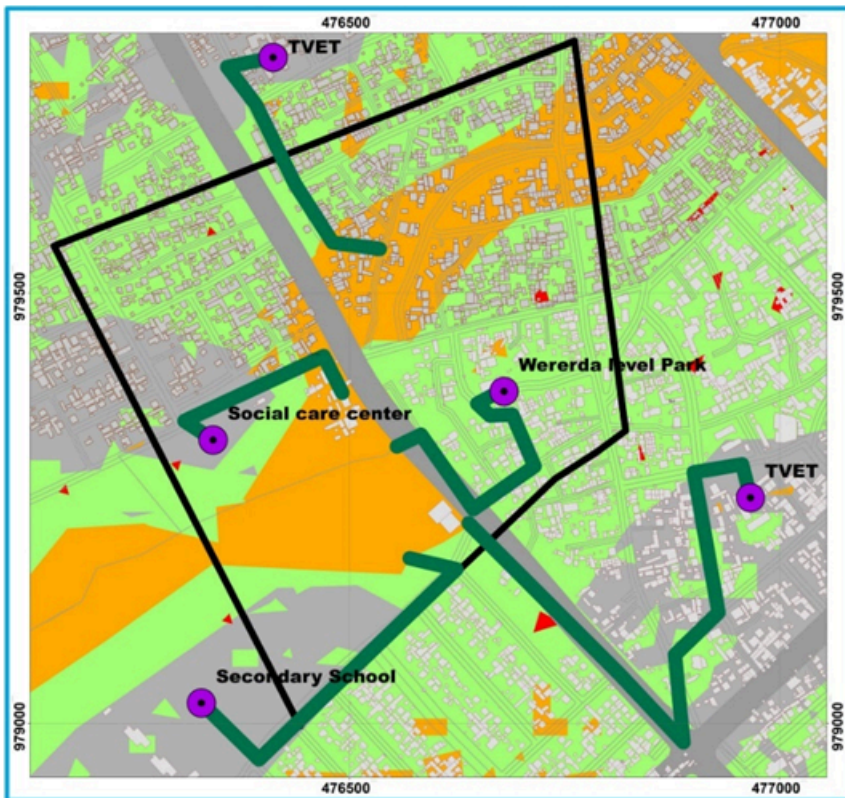 476500
477000
TVET
979500
979500
Wererda level Park
Social care center
TVET
Secondary School
979000
979000
476500
477000